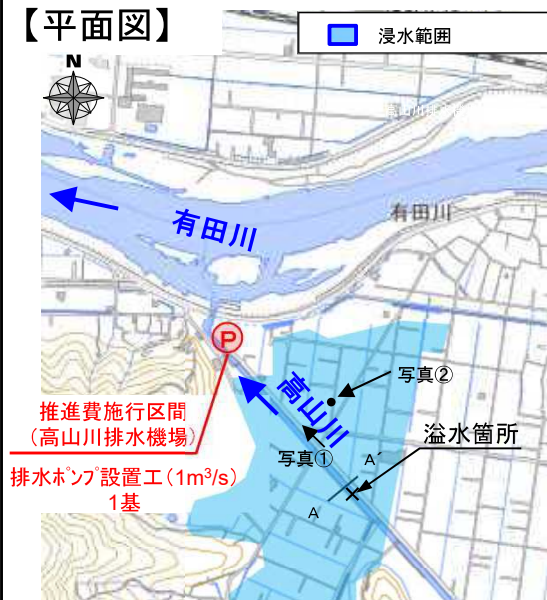 【平面図】
浸水範囲
N
有田川
有田川
P
高山川
写真②
推進費施行区間
(高山川排水機場)
溢水箇所
写真①
A´
排水ポンプ設置工(1m³/s)
1基
A